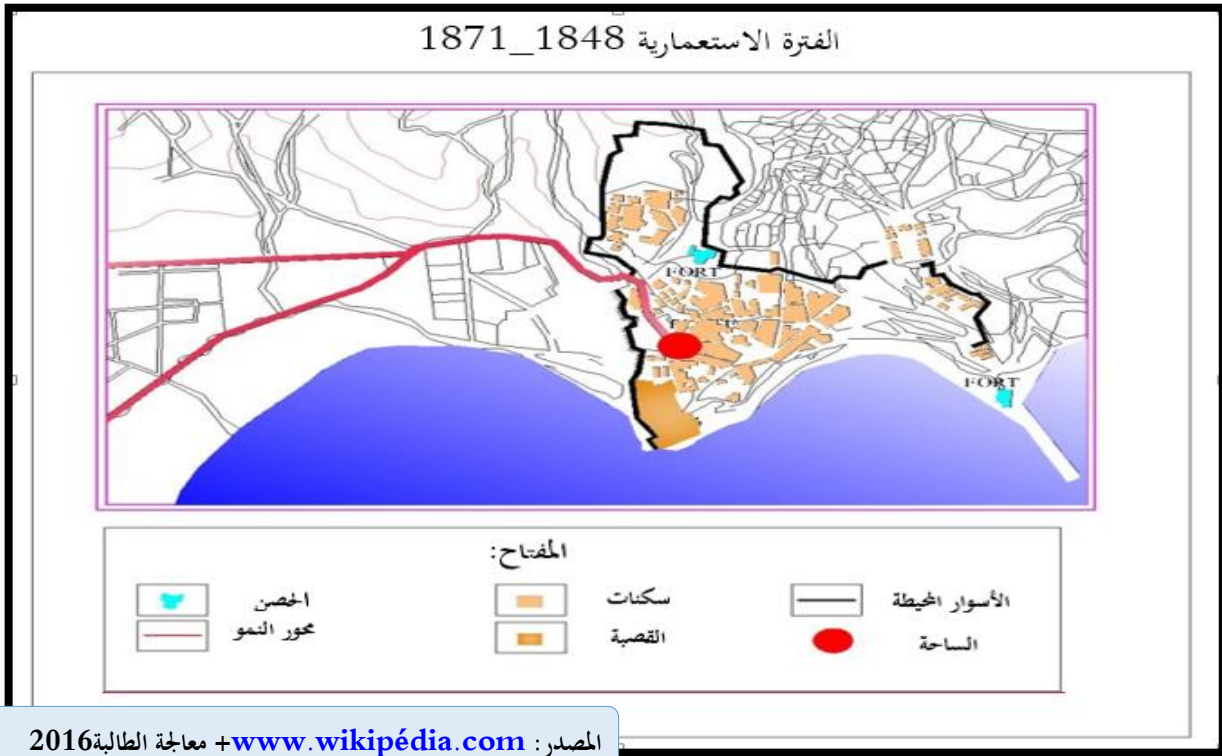 الفترة الاستعمارية 1848_1871
FORT
FORT
المفتاح:
الأسوار المحيطة
سكنات
الحصن
الساحة
القصبة
محور النمو
المصدر: www.wikipédia.com+ معالجة الطالبة2016